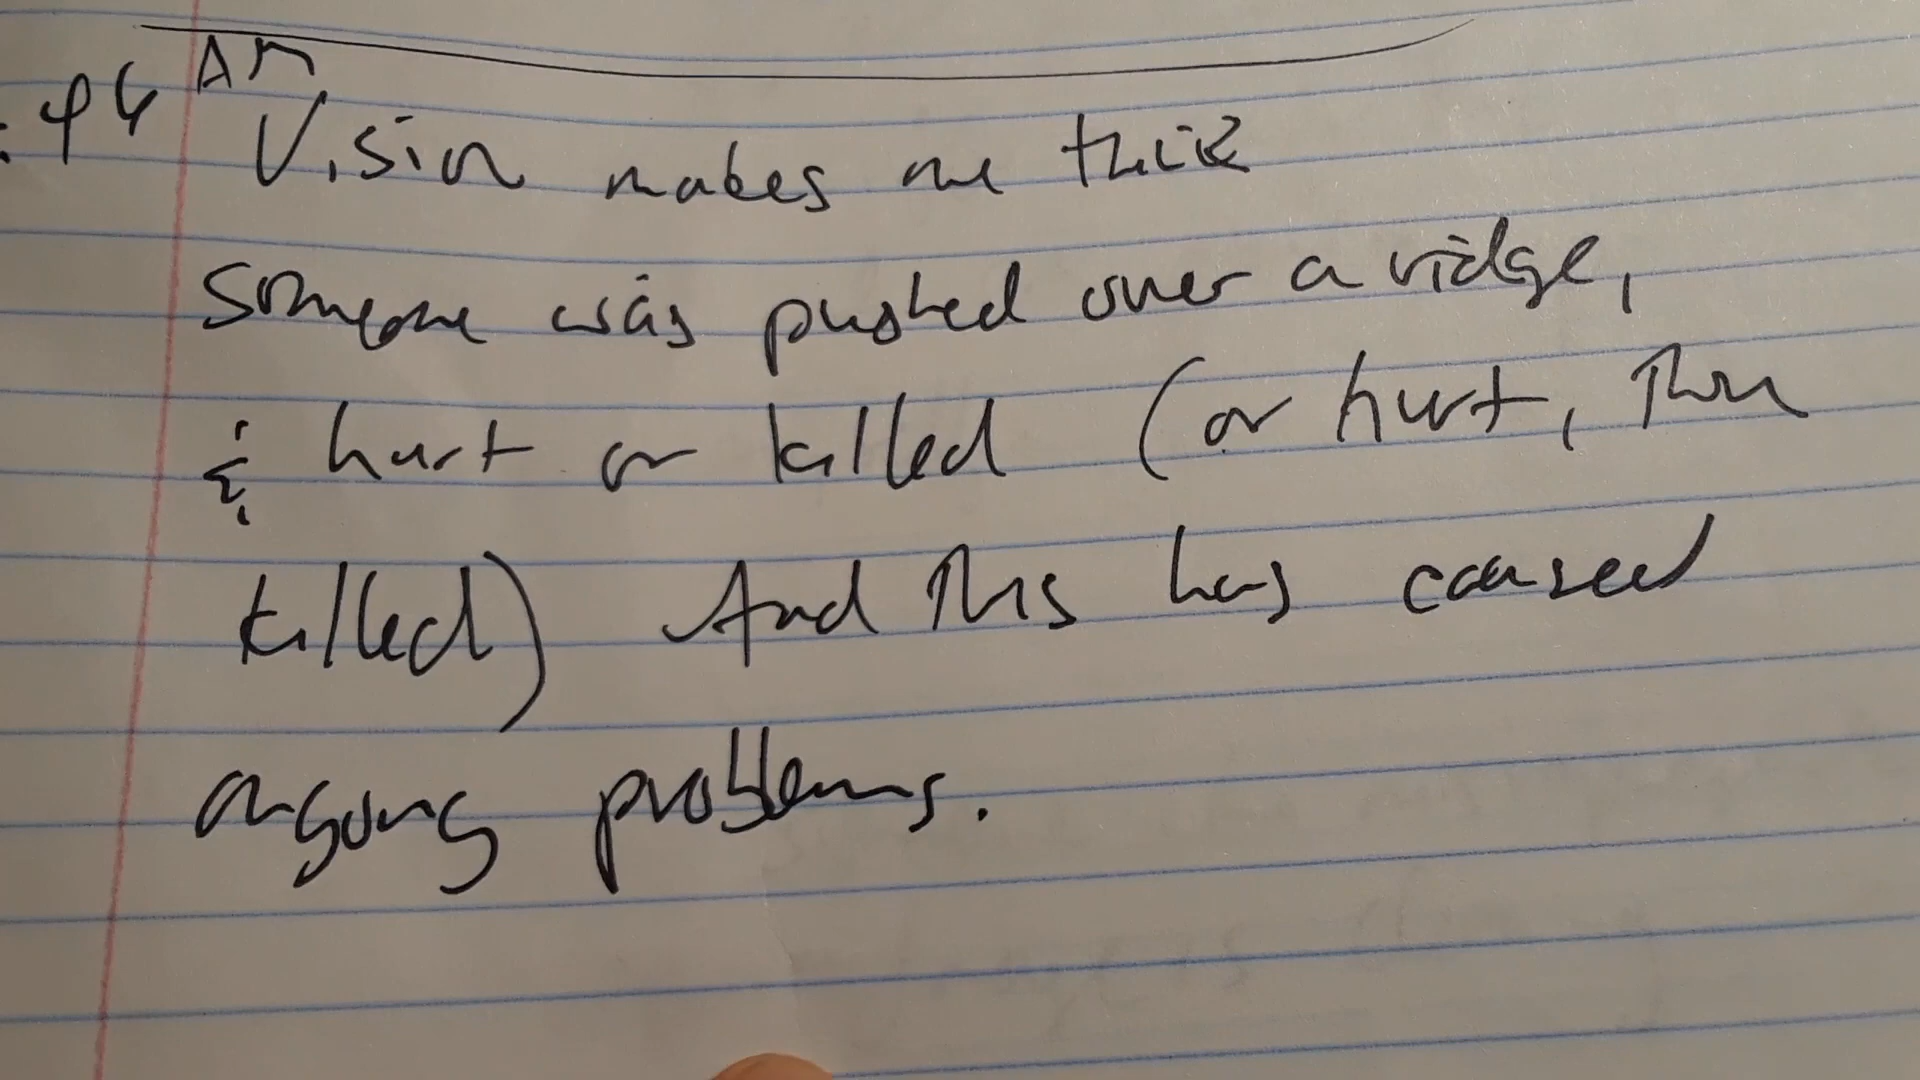 :46 AM
Vision makes me think
someone was pushed over a ridge,
& hurt or killed (or hurt, then
killed) And this has caused
ongoing problems.